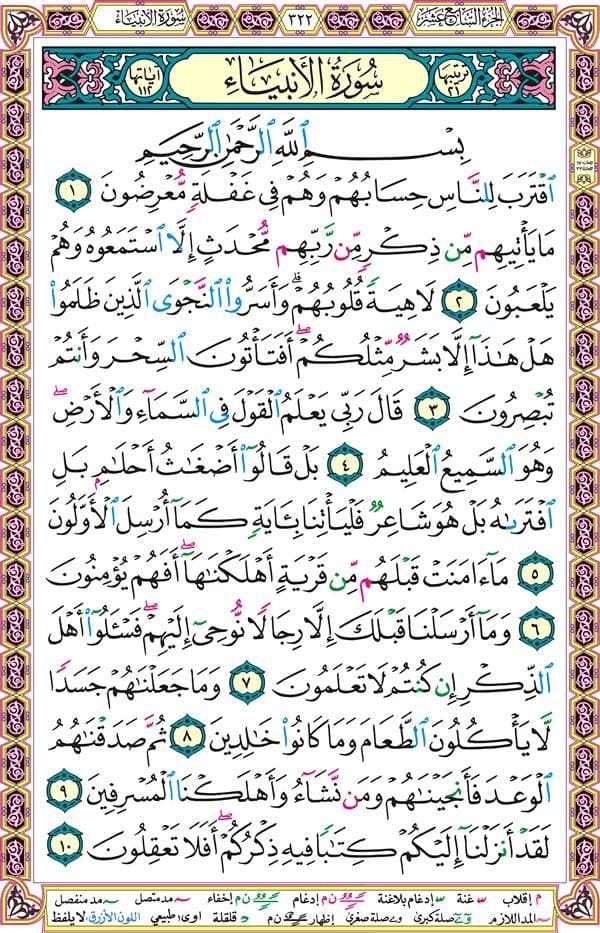 الجزء السابع عشر ٣٢٢ سورة الأنبياء
ترتيبها ٢١ سُورَةُ الأَنبِيَاءِ آياتها ١١٢
بِسْمِ ٱللَّهِ ٱلرَّحْمَٰنِ ٱلرَّحِيمِ
ٱقْتَرَبَ لِلنَّاسِ حِسَابُهُمْ وَهُمْ فِى غَفْلَةٍ مُّعْرِضُونَ ١
مَا يَأْتِيهِم مِّن ذِكْرٍ مِّن رَّبِّهِم مُّحْدَثٍ إِلَّا ٱسْتَمَعُوهُ وَهُمْ
يَلْعَبُونَ ٢ لَاهِيَةً قُلُوبُهُمْ ۗ وَأَسَرُّوا۟ ٱلنَّجْوَى ٱلَّذِينَ ظَلَمُوا۟
هَلْ هَٰذَآ إِلَّا بَشَرٌ مِّثْلُكُمْ ۖ أَفَتَأْتُونَ ٱلسِّحْرَ وَأَنتُمْ
تُبْصِرُونَ ٣ قَالَ رَبِّى يَعْلَمُ ٱلْقَوْلَ فِى ٱلسَّمَآءِ وَٱلْأَرْضِ ۖ
وَهُوَ ٱلسَّمِيعُ ٱلْعَلِيمُ ٤ بَلْ قَالُوٓا۟ أَضْغَٰثُ أَحْلَٰمٍۭ بَلِ
ٱفْتَرَىٰهُ بَلْ هُوَ شَاعِرٌ فَلْيَأْتِنَا بِـَٔايَةٍ كَمَآ أُرْسِلَ ٱلْأَوَّلُونَ
٥ مَآ ءَامَنَتْ قَبْلَهُم مِّن قَرْيَةٍ أَهْلَكْنَٰهَآ ۖ أَفَهُمْ يُؤْمِنُونَ
٦ وَمَآ أَرْسَلْنَا قَبْلَكَ إِلَّا رِجَالًا نُّوحِىٓ إِلَيْهِمْ ۖ فَسْـَٔلُوٓا۟ أَهْلَ
ٱلذِّكْرِ إِن كُنتُمْ لَا تَعْلَمُونَ ٧ وَمَا جَعَلْنَٰهُمْ جَسَدًا
لَّا يَأْكُلُونَ ٱلطَّعَامَ وَمَا كَانُوا۟ خَٰلِدِينَ ٨ ثُمَّ صَدَقْنَٰهُمُ
ٱلْوَعْدَ فَأَنجَيْنَٰهُمْ وَمَن نَّشَآءُ وَأَهْلَكْنَا ٱلْمُسْرِفِينَ ٩
لَقَدْ أَنزَلْنَآ إِلَيْكُمْ كِتَٰبًا فِيهِ ذِكْرُكُمْ ۖ أَفَلَا تَعْقِلُونَ ١٠
م إقلاب غنة إدغام بلاغنة ن م إدغام ن م إخفاء مد متصل مد منفصل
المد اللازم صلة كبرى صلة صغرى إظهار ن م قلقلة اوى طبيعي اللون الأزرق: لا يلفظ